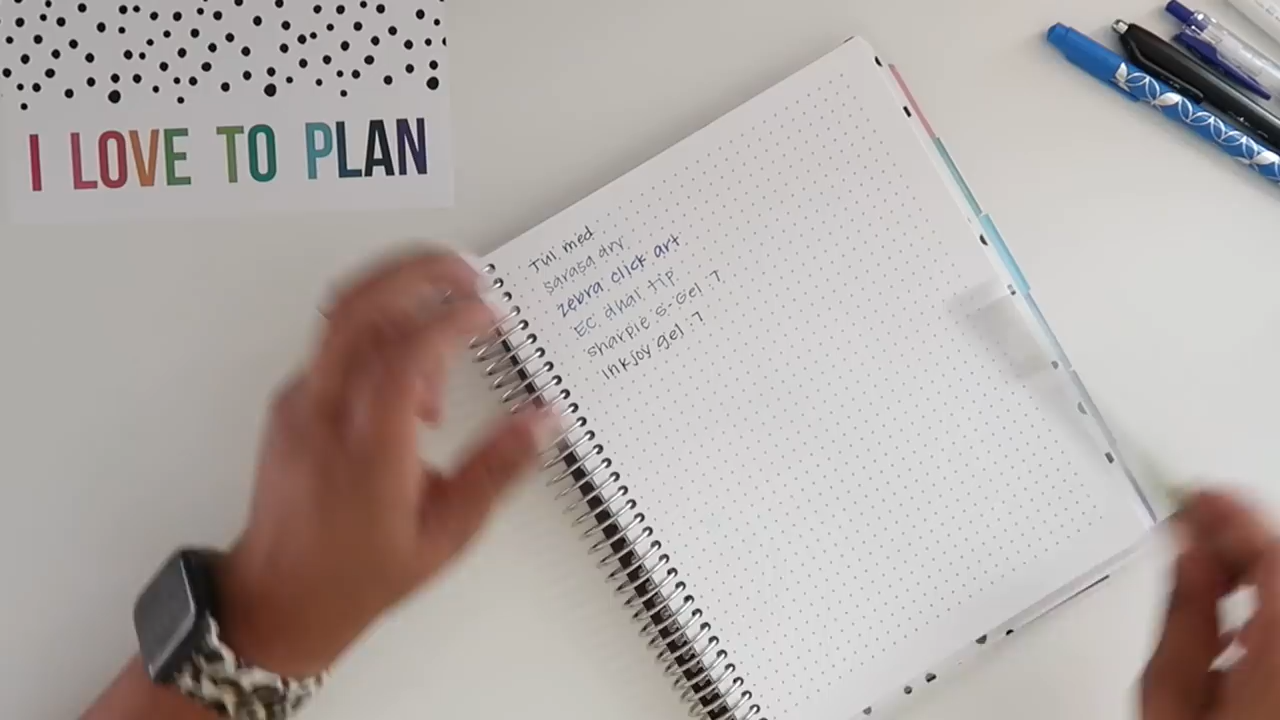 I LOVE TO PLAN
TUl med
sarasa dry
zebra click art
EC dual tip
sharpie S-Gel .7
InkJoy gel .7